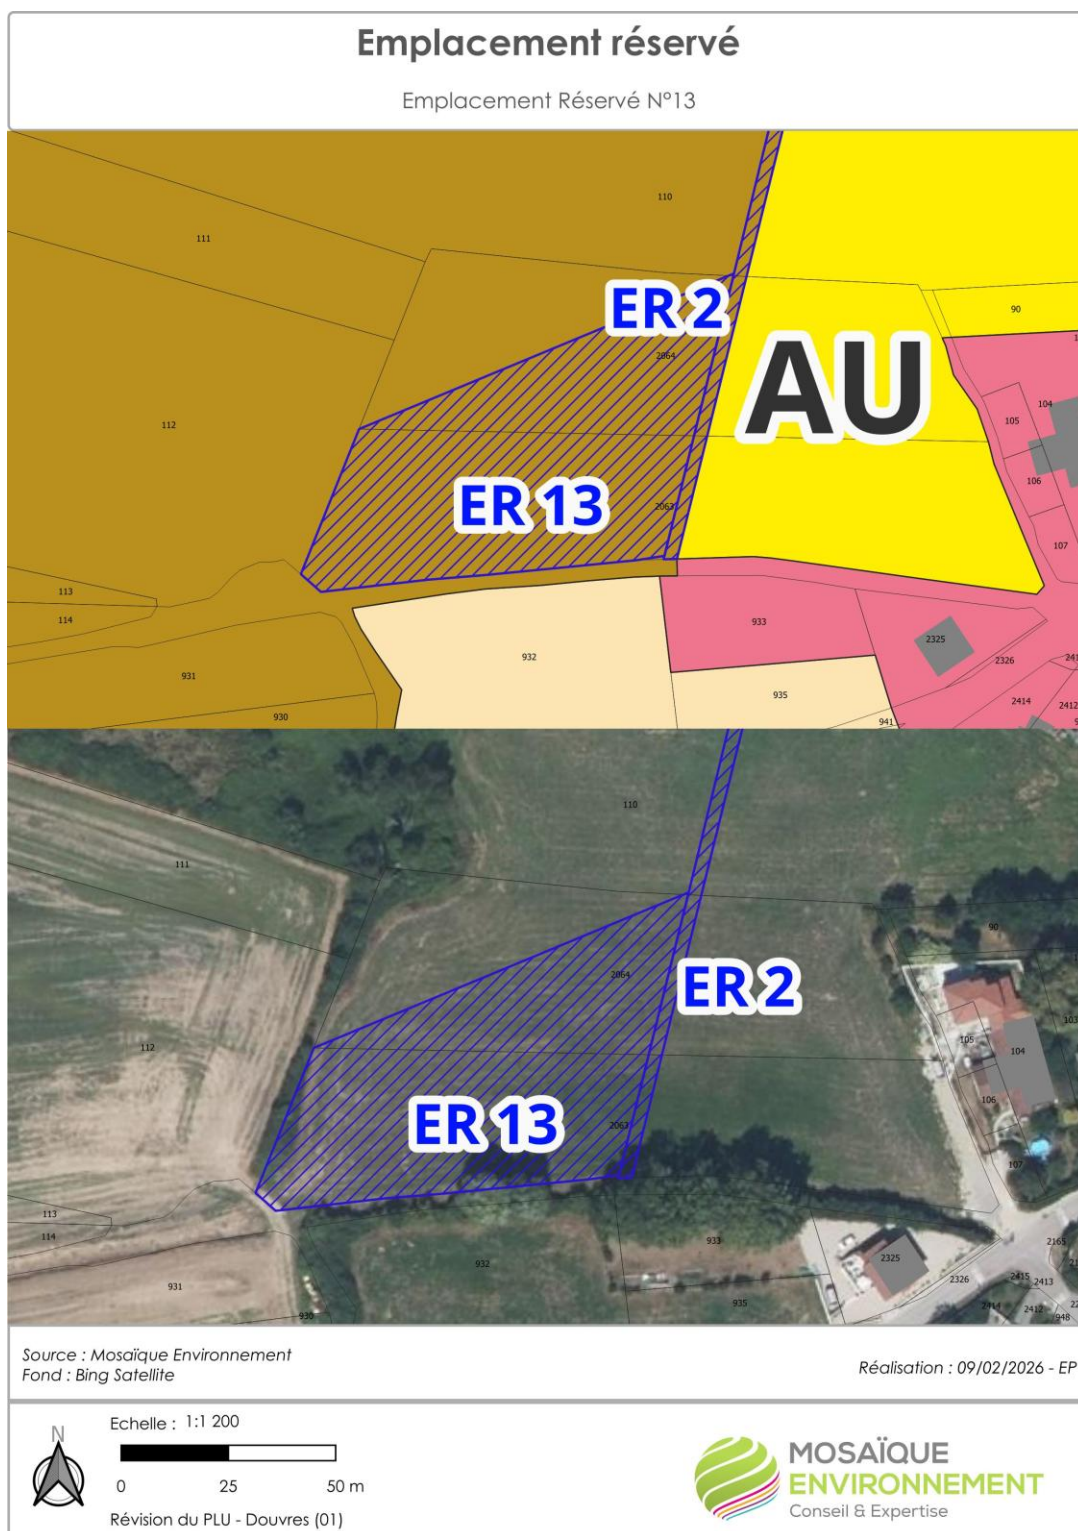 Emplacement réservé
Emplacement Réservé N°13
110
111
ER 2
90
2064
AU
104
105
112
106
ER 13
2063
107
113
114
933
2325
932
2326
931
935
2414
2412
930
941
110
111
90
2064
ER 2
103
105
104
112
106
ER 13
2063
107
113
114
933
2165
932
2325
931
2326
2415
2413
935
2414
2412
930
948
Source : Mosaïque Environnement
Fond : Bing Satellite
Réalisation : 09/02/2026 - EP
N
Echelle : 1:1 200
0 25 50 m
Révision du PLU - Douvres (01)
MOSAÏQUE
ENVIRONNEMENT
Conseil & Expertise